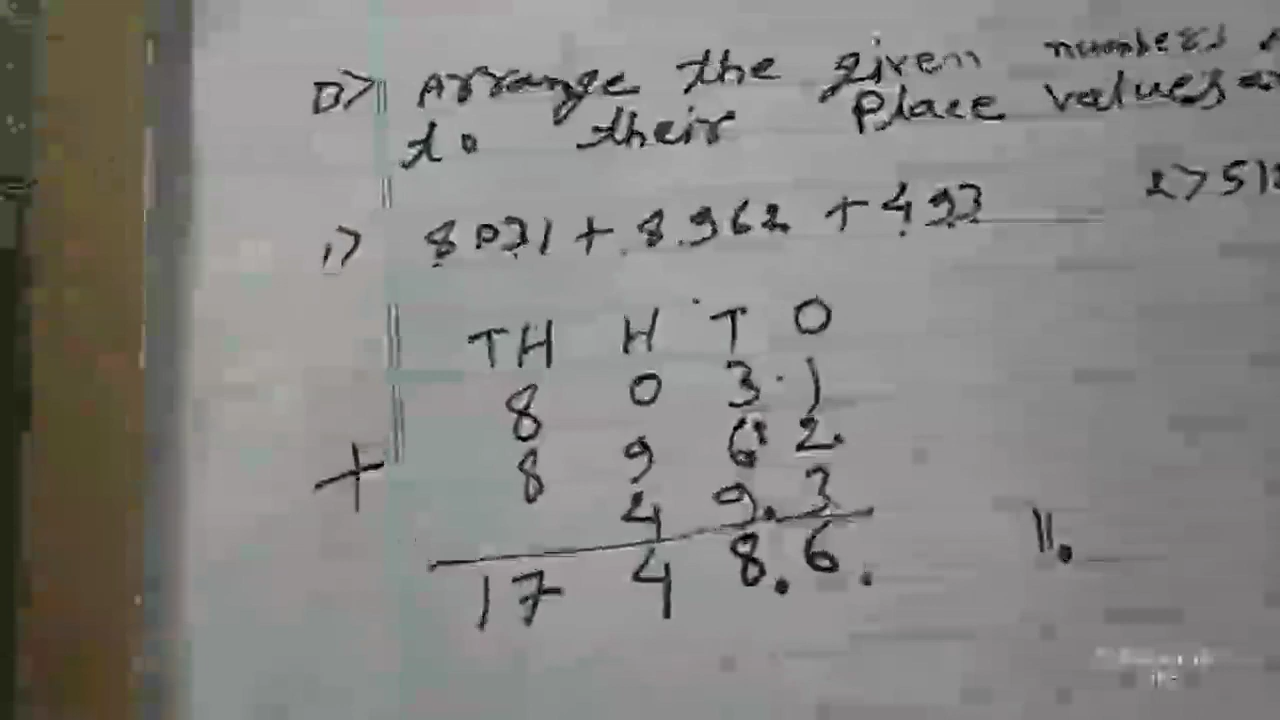 D> Arrange the given numbers
to their Place values
1> 8031 + 8962 + 493
2> 51
TH H T O
8 0 3 1
8 9 6 2
+ 4 9 3
17 4 8 6
11.